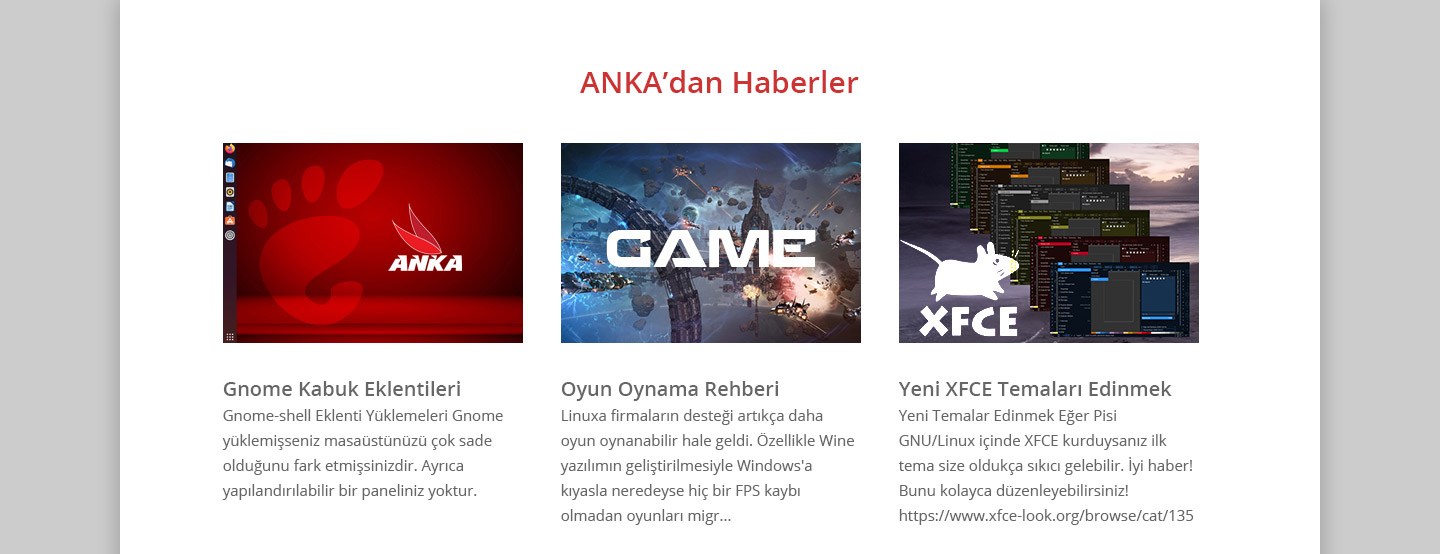 ANKA’dan Haberler
ANKA
GAME
XFCE
Gnome Kabuk Eklentileri
Gnome-shell Eklenti Yüklemeleri Gnome
yüklemişseniz masaüstünüzü çok sade
olduğunu fark etmişsinizdir. Ayrıca
yapılandırılabilir bir paneliniz yoktur.
Oyun Oynama Rehberi
Linuxa firmaların desteği artıkça daha
oyun oynanabilir hale geldi. Özellikle Wine
yazılımın geliştirilmesiyle Windows'a
kıyasla neredeyse hiç bir FPS kaybı
olmadan oyunları migr...
Yeni XFCE Temaları Edinmek
Yeni Temalar Edinmek Eğer Pisi
GNU/Linux içinde XFCE kurduysanız ilk
tema size oldukça sıkıcı gelebilir. İyi haber!
Bunu kolayca düzenleyebilirsiniz!
https://www.xfce-look.org/browse/cat/135